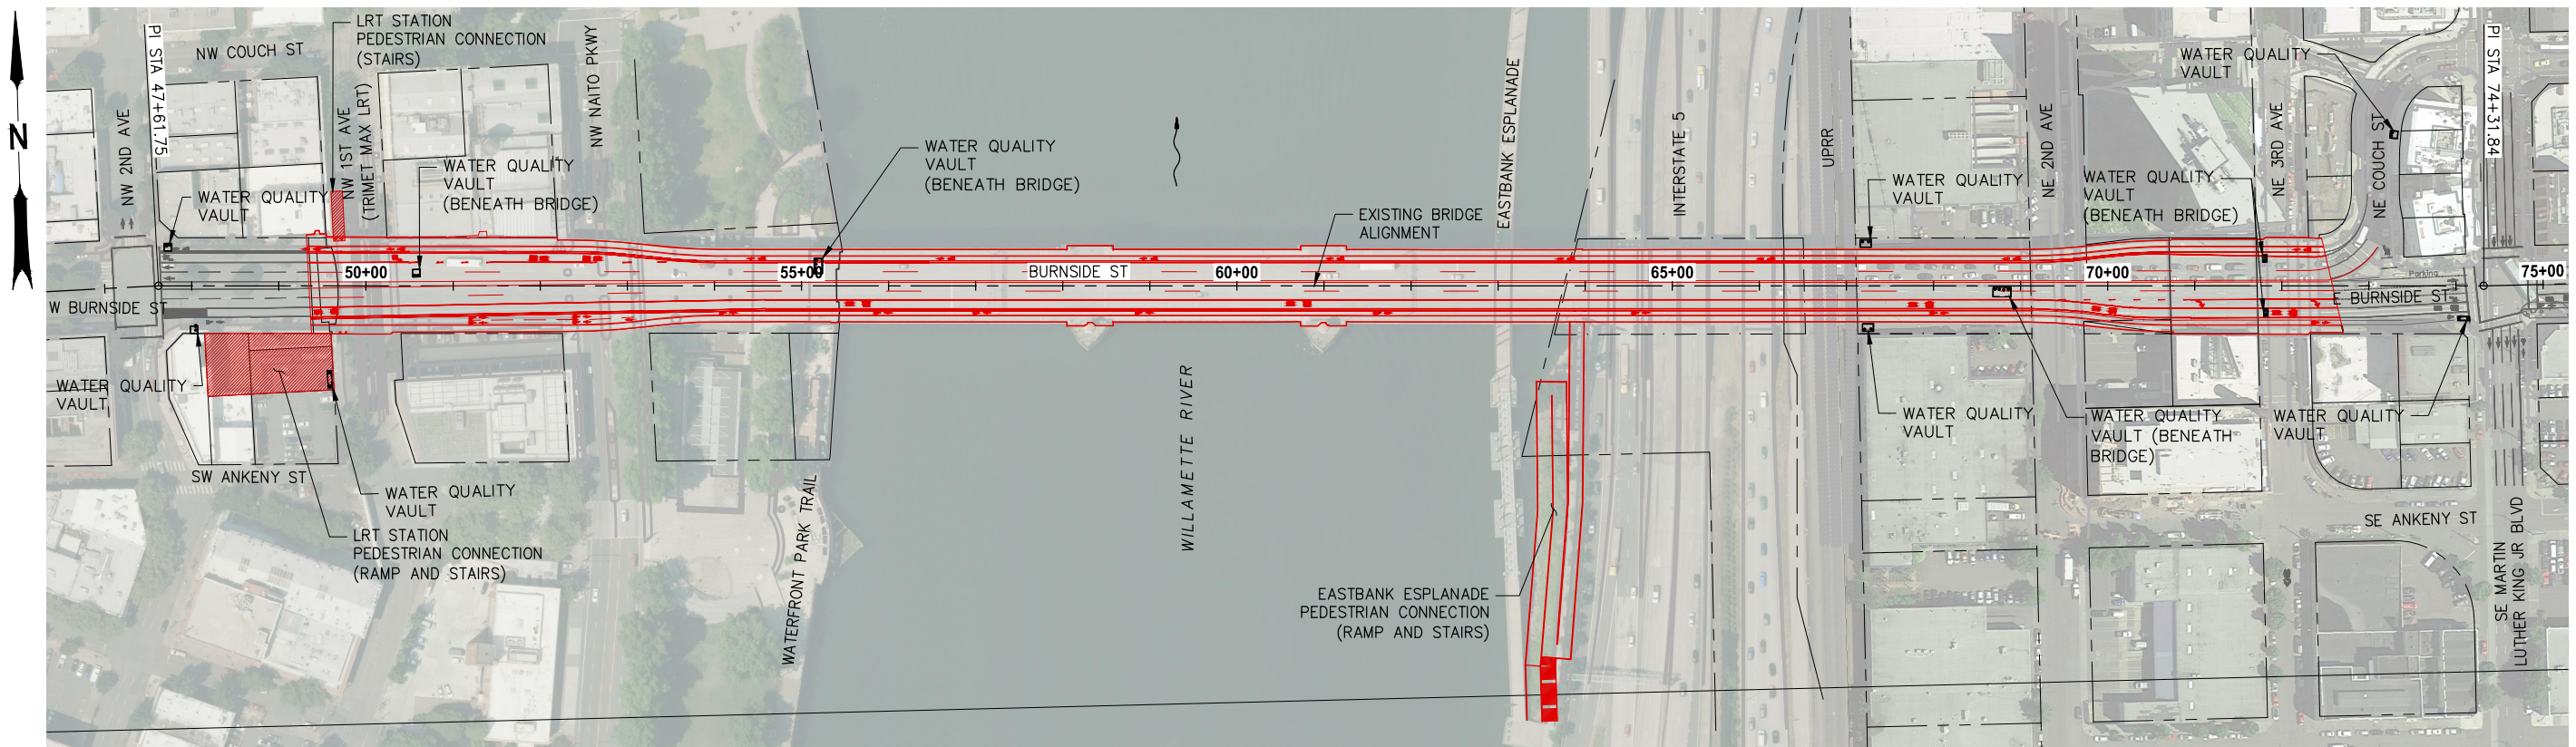 N
PI STA 47+61.75
NW 2ND AVE
NW COUCH ST
LRT STATION
PEDESTRIAN CONNECTION
(STAIRS)
NW 1ST AVE
(TRIMET MAX LRT)
NW NAITO PKWY
WATER QUALITY
VAULT
WATER QUALITY
VAULT
(BENEATH BRIDGE)
WATER QUALITY
VAULT
(BENEATH BRIDGE)
EXISTING BRIDGE
ALIGNMENT
EASTBANK ESPLANADE
INTERSTATE 5
UPRR
WATER QUALITY
VAULT
NE 2ND AVE
WATER QUALITY
VAULT
(BENEATH BRIDGE)
WATER QUALITY
VAULT
NE 3RD AVE
NE COUCH ST
PI STA 74+31.84
50+00
55+00
BURNSIDE ST
60+00
65+00
70+00
75+00
Parking
W BURNSIDE ST
E BURNSIDE ST
WATER QUALITY
VAULT
SW ANKENY ST
WATER QUALITY
VAULT
LRT STATION
PEDESTRIAN CONNECTION
(RAMP AND STAIRS)
WATERFRONT PARK TRAIL
WILLAMETTE RIVER
EASTBANK ESPLANADE
PEDESTRIAN CONNECTION
(RAMP AND STAIRS)
WATER QUALITY
VAULT
WATER QUALITY
VAULT (BENEATH
BRIDGE)
WATER QUALITY
VAULT
SE ANKENY ST
SE MARTIN
LUTHER KING JR BLVD